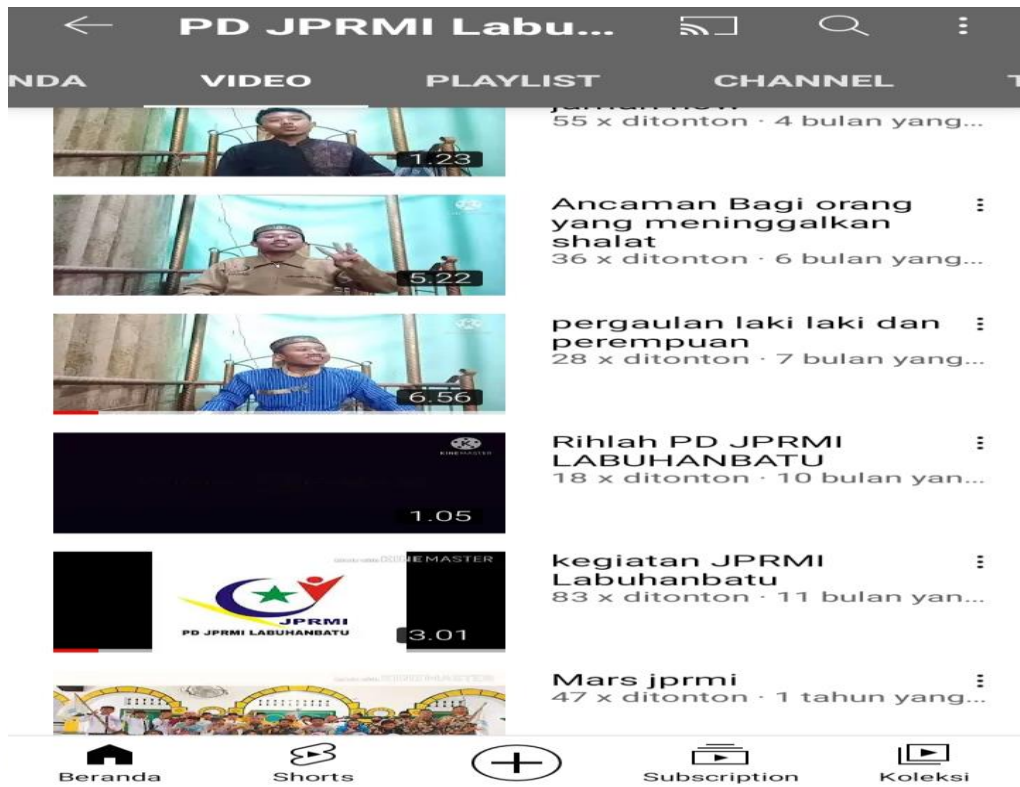 PD JPRMI Labu...
NDA VIDEO PLAYLIST CHANNEL T
55 x ditonton · 4 bulan yang...
1.23
Ancaman Bagi orang
yang meninggalkan
shalat
36 x ditonton · 6 bulan yang...
5.22
pergaulan laki laki dan
perempuan
28 x ditonton · 7 bulan yang...
6.56
Rihlah PD JPRMI
LABUHANBATU
18 x ditonton · 10 bulan yan...
KINEMASTER
1.05
kegiatan JPRMI
Labuhanbatu
83 x ditonton · 11 bulan yan...
KINEMASTER
JPRMI
PD JPRMI LABUHANBATU
3.01
Mars jprmi
47 x ditonton · 1 tahun yang...
Beranda Shorts Subscription Koleksi